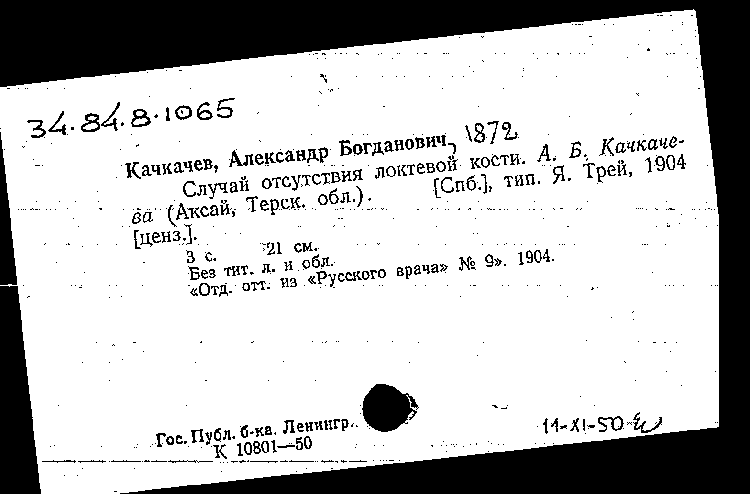 34.84.8.1065
Качкачев, Александр Богданович, 1872
Случай отсутствия локтевой кости. А. Б. Качкаче-
ва (Аксай, Терск. обл.). [Спб.], тип. Я. Трей, 1904
[ценз.].
3 с. 21 см.
Без тит. л. и обл.
«Отд. отт. из «Русского врача» № 9». 1904.
Гос. Публ. б-ка. Ленингр.
К 10801—50
11-XI-50